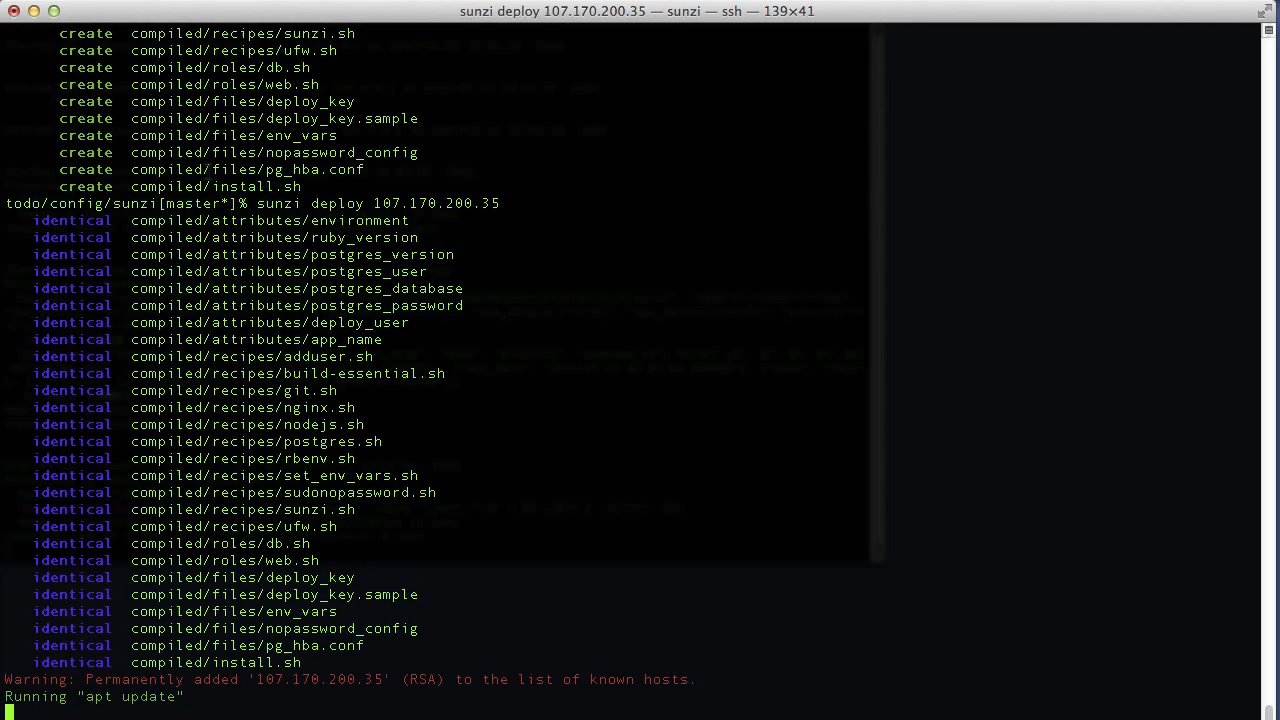 sunzi deploy 107.170.200.35 — sunzi — ssh — 139×41
create compiled/recipes/sunzi.sh
create compiled/recipes/ufw.sh
create compiled/roles/db.sh
create compiled/roles/web.sh
create compiled/files/deploy_key
create compiled/files/deploy_key.sample
create compiled/files/env_vars
create compiled/files/nopassword_config
create compiled/files/pg_hba.conf
create compiled/install.sh
todo/config/sunzi[master*]% sunzi deploy 107.170.200.35
identical compiled/attributes/environment
identical compiled/attributes/ruby_version
identical compiled/attributes/postgres_version
identical compiled/attributes/postgres_user
identical compiled/attributes/postgres_database
identical compiled/attributes/postgres_password
identical compiled/attributes/deploy_user
identical compiled/attributes/app_name
identical compiled/recipes/adduser.sh
identical compiled/recipes/build-essential.sh
identical compiled/recipes/git.sh
identical compiled/recipes/nginx.sh
identical compiled/recipes/nodejs.sh
identical compiled/recipes/postgres.sh
identical compiled/recipes/rbenv.sh
identical compiled/recipes/set_env_vars.sh
identical compiled/recipes/sudonopassword.sh
identical compiled/recipes/sunzi.sh
identical compiled/recipes/ufw.sh
identical compiled/roles/db.sh
identical compiled/roles/web.sh
identical compiled/files/deploy_key
identical compiled/files/deploy_key.sample
identical compiled/files/env_vars
identical compiled/files/nopassword_config
identical compiled/files/pg_hba.conf
identical compiled/install.sh
Warning: Permanently added '107.170.200.35' (RSA) to the list of known hosts.
Running "apt update"